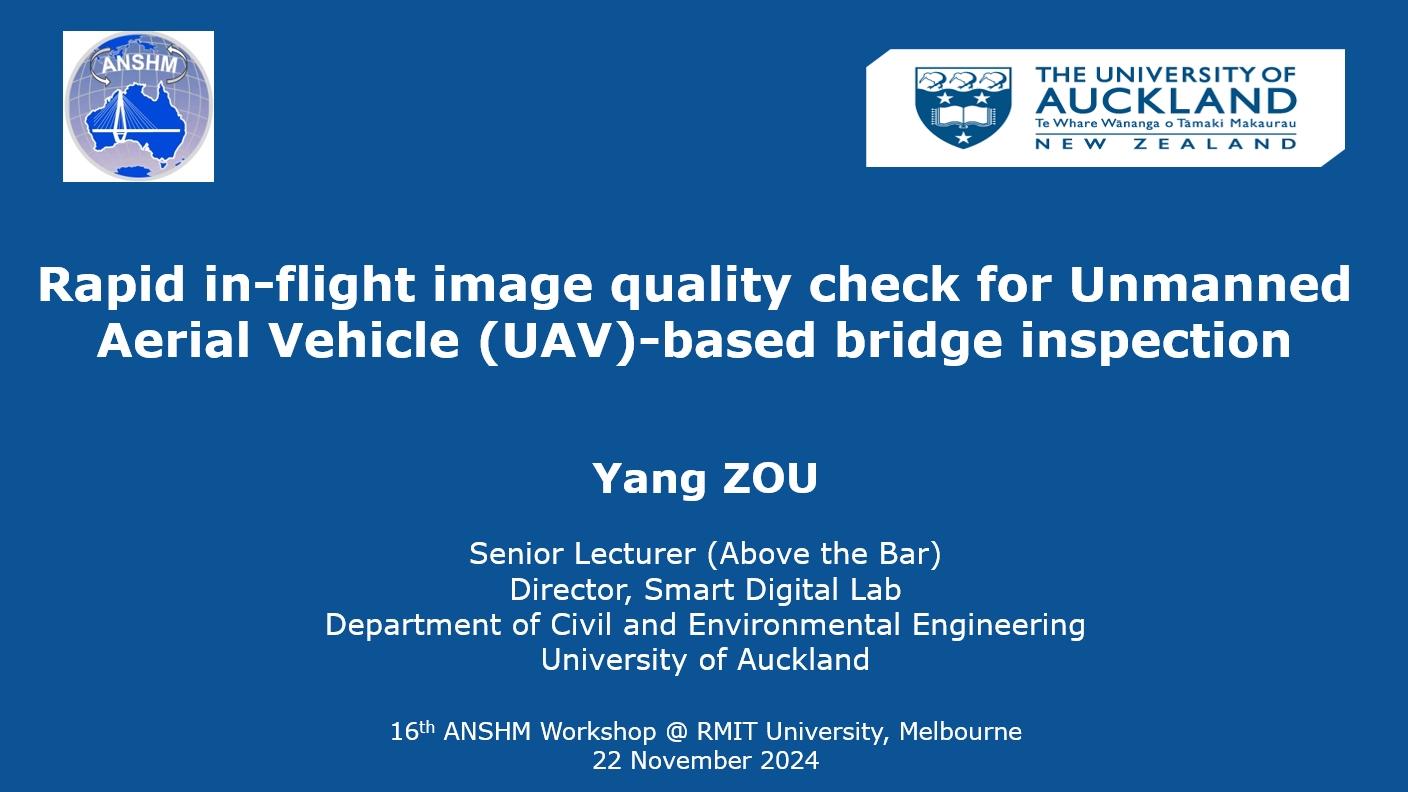 ANSHM
THE UNIVERSITY OF
AUCKLAND
Te Whare Wānanga o Tāmaki Makaurau
NEW ZEALAND
Rapid in-flight image quality check for Unmanned
Aerial Vehicle (UAV)-based bridge inspection
Yang ZOU
Senior Lecturer (Above the Bar)
Director, Smart Digital Lab
Department of Civil and Environmental Engineering
University of Auckland
16th ANSHM Workshop @ RMIT University, Melbourne
22 November 2024